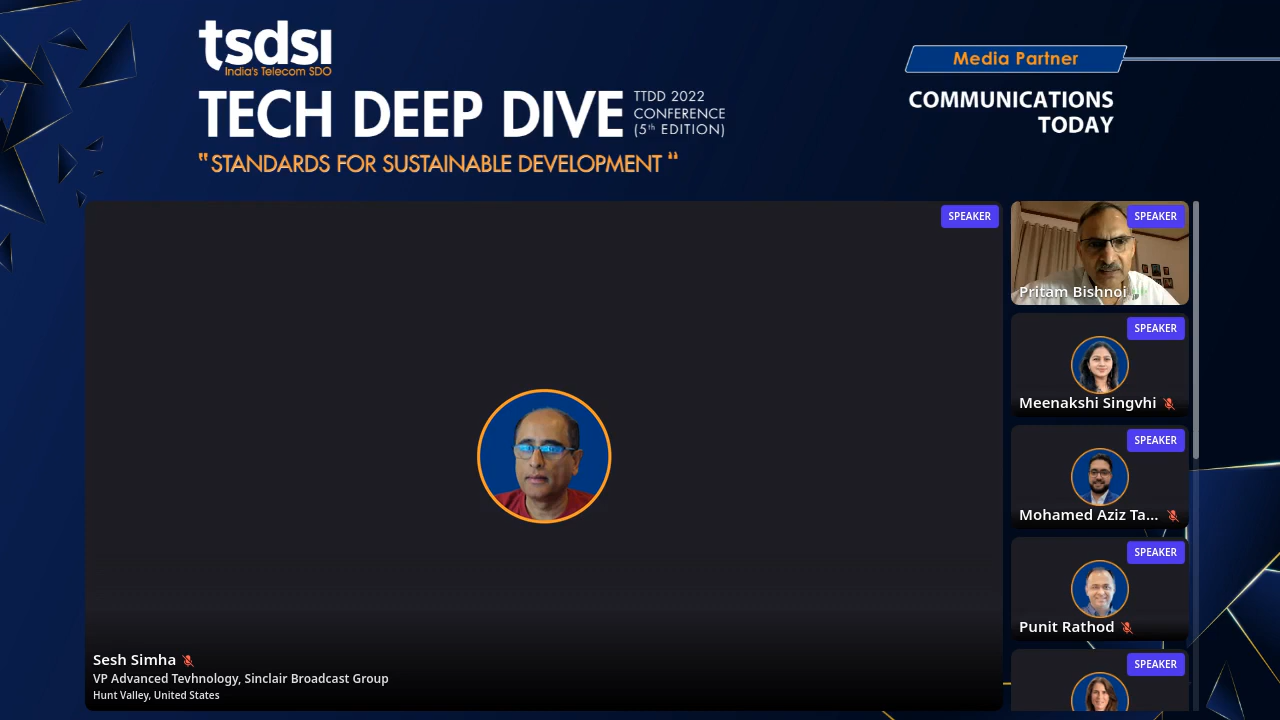 tsdsı
India's Telecom SDO
TECH DEEP DIVE
TTDD 2022
CONFERENCE
(5th EDITION)
"STANDARDS FOR SUSTAINABLE DEVELOPMENT"
Media Partner
COMMUNICATIONS
TODAY
SPEAKER
Sesh Simha
VP Advanced Tevhnology, Sinclair Broadcast Group
Hunt Valley, United States
SPEAKER
Pritam Bishnoi ..
SPEAKER
Meenakshi Singvhi
SPEAKER
Mohamed Aziz Ta...
SPEAKER
Punit Rathod
SPEAKER